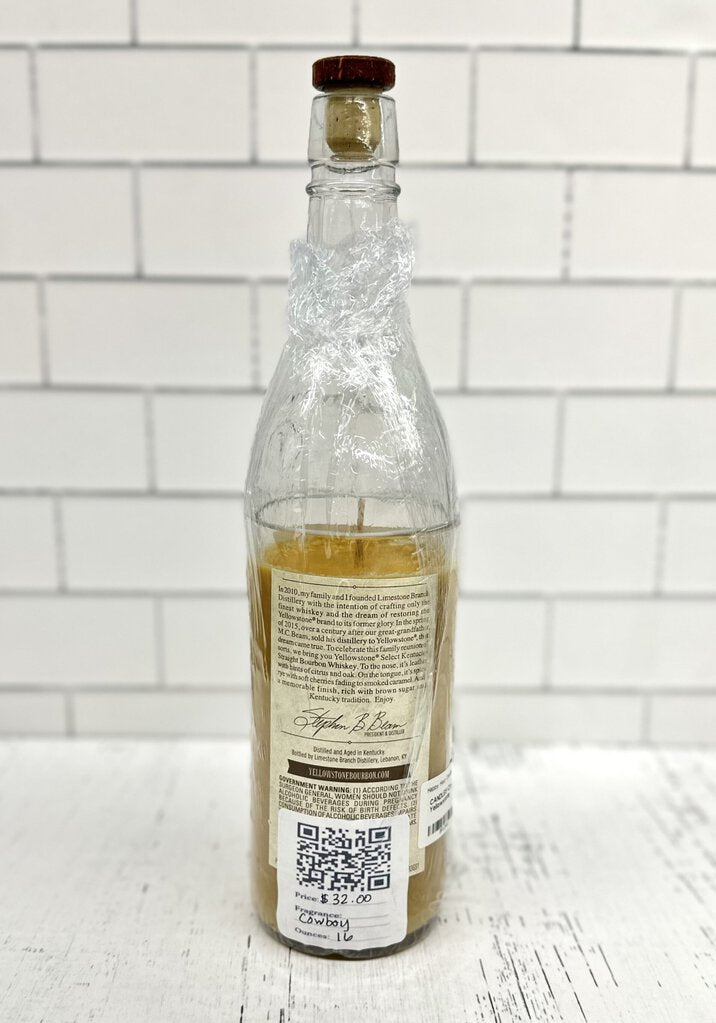 In 2010, my family and I founded Limestone Branch
Distillery with the intention of crafting only the
finest whiskey and the dream of restoring the
Yellowstone® brand to its former glory. In the spring
of 2015, over a century after our great-grandfather,
M.C. Beam, sold his distillery to Yellowstone®, that
dream came true. To celebrate this family reunion of
sorts, we bring you Yellowstone® Select Kentucky
Straight Bourbon Whiskey. To the nose, it's leather
with hints of citrus and oak. On the tongue, it's spicy
rye with soft cherries fading to smoked caramel. And
a memorable finish, rich with brown sugar and
Kentucky tradition. Enjoy.
Stephen B Beam
PRESIDENT & DISTILLER
Distilled and Aged in Kentucky
Bottled by Limestone Branch Distillery, Lebanon, KY
YELLOWSTONEBOURBON.COM
GOVERNMENT WARNING: (1) ACCORDING TO THE
SURGEON GENERAL, WOMEN SHOULD NOT DRINK
ALCOHOLIC BEVERAGES DURING PREGNANCY
BECAUSE OF THE RISK OF BIRTH DEFECTS. (2)
CONSUMPTION OF ALCOHOLIC BEVERAGES IMPAIRS
Price: $32.00
Fragrance:
Cowboy
Ounces: 16